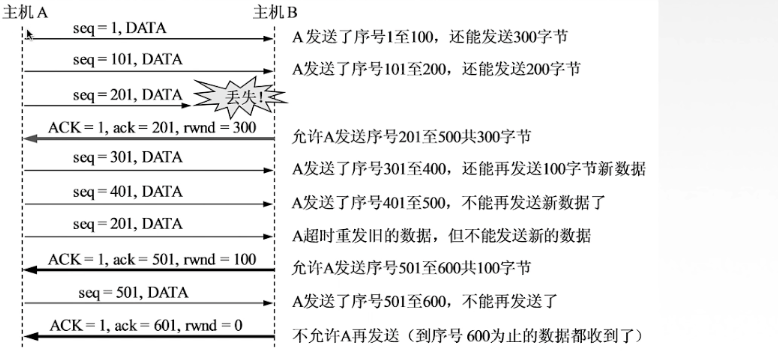 主机A 主机B
seq = 1, DATA A发送了序号1至100，还能发送300字节
seq = 101, DATA A发送了序号101至200，还能发送200字节
seq = 201, DATA 丢失!
ACK = 1, ack = 201, rwnd = 300 允许A发送序号201至500共300字节
seq = 301, DATA A发送了序号301至400，还能再发送100字节新数据
seq = 401, DATA A发送了序号401至500，不能再发送新数据了
seq = 201, DATA A超时重发旧的数据，但不能发送新的数据
ACK = 1, ack = 501, rwnd = 100 允许A发送序号501至600共100字节
seq = 501, DATA A发送了序号501至600，不能再发送了
ACK = 1, ack = 601, rwnd = 0 不允许A再发送（到序号 600为止的数据都收到了）